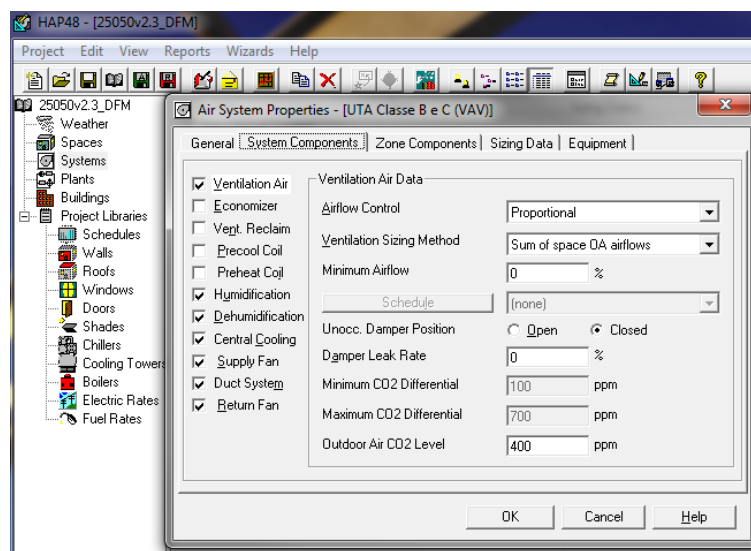 HAP48 - [25050v2.3_DFM]
Project Edit View Reports Wizards Help
25050v2.3_DFM
Weather
Spaces
Systems
Plants
Buildings
Project Libraries
Schedules
Walls
Roofs
Windows
Doors
Shades
Chillers
Cooling Towers
Boilers
Electric Rates
Fuel Rates
Air System Properties - [UTA Classe B e C (VAV)]
General System Components Zone Components Sizing Data Equipment
Ventilation Air
Economizer
Vent. Reclaim
Precool Coil
Preheat Coil
Humidification
Dehumidification
Central Cooling
Supply Fan
Duct System
Return Fan
Ventilation Air Data
Airflow Control Proportional
Ventilation Sizing Method Sum of space OA airflows
Minimum Airflow 0 %
Schedule (none)
Unocc. Damper Position Open Closed
Damper Leak Rate 0 %
Minimum CO2 Differential 100 ppm
Maximum CO2 Differential 700 ppm
Outdoor Air CO2 Level 400 ppm
OK Cancel Help